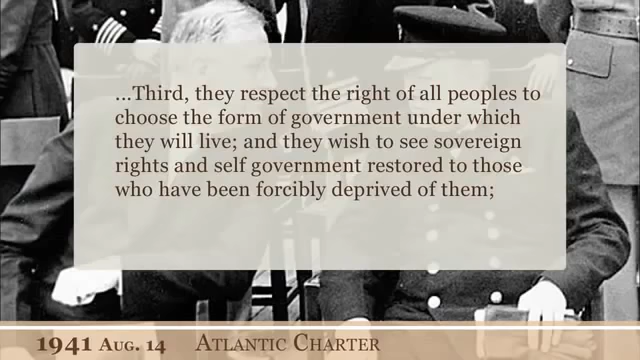 ...Third, they respect the right of all peoples to
choose the form of government under which
they will live; and they wish to see sovereign
rights and self government restored to those
who have been forcibly deprived of them;
1941 Aug. 14 Atlantic Charter